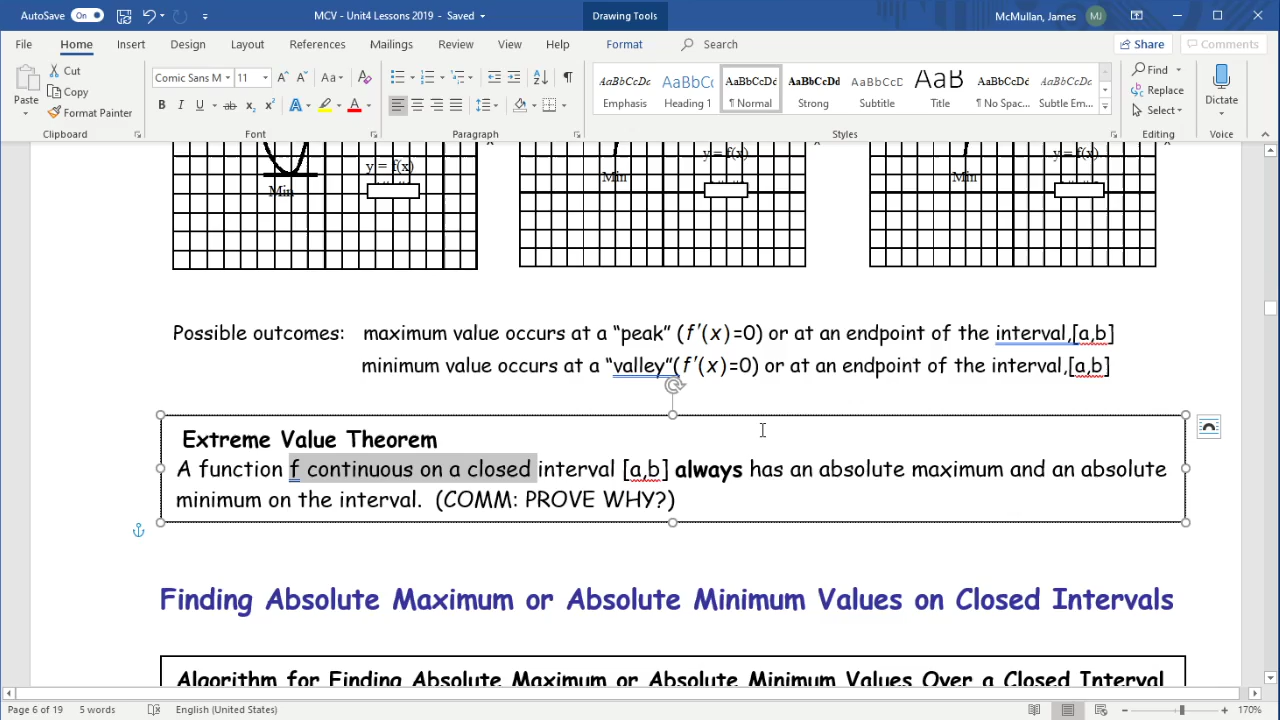 AutoSave On MCV - Unit4 Lessons 2019 - Saved Drawing Tools McMullan, James MJ
File Home Insert Design Layout References Mailings Review View Help Format Search Share Comments
Paste Cut Copy Format Painter
Comic Sans M 11 Aa
AaBbCcDc AaBbCc AaBbCcDc AaBbCcDd AaBbCcD AaB AaBbCcDc AaBbCcDc
Emphasis Heading 1 ¶ Normal Strong Subtitle Title ¶ No Spac... Subtle Em...
Find Replace Select Dictate
Clipboard Font Paragraph Styles Editing Voice
y = f(x) y = f(x) y = f(x)
Min Min Min
Possible outcomes: maximum value occurs at a “peak” (f′(x)=0) or at an endpoint of the interval,[a,b]
minimum value occurs at a “valley”(f′(x)=0) or at an endpoint of the interval,[a,b]
Extreme Value Theorem
A function f continuous on a closed interval [a,b] always has an absolute maximum and an absolute
minimum on the interval. (COMM: PROVE WHY?)
Finding Absolute Maximum or Absolute Minimum Values on Closed Intervals
Algorithm for Finding Absolute Maximum or Absolute Minimum Values Over a Closed Interval
Page 6 of 19 5 words English (United States) 170%